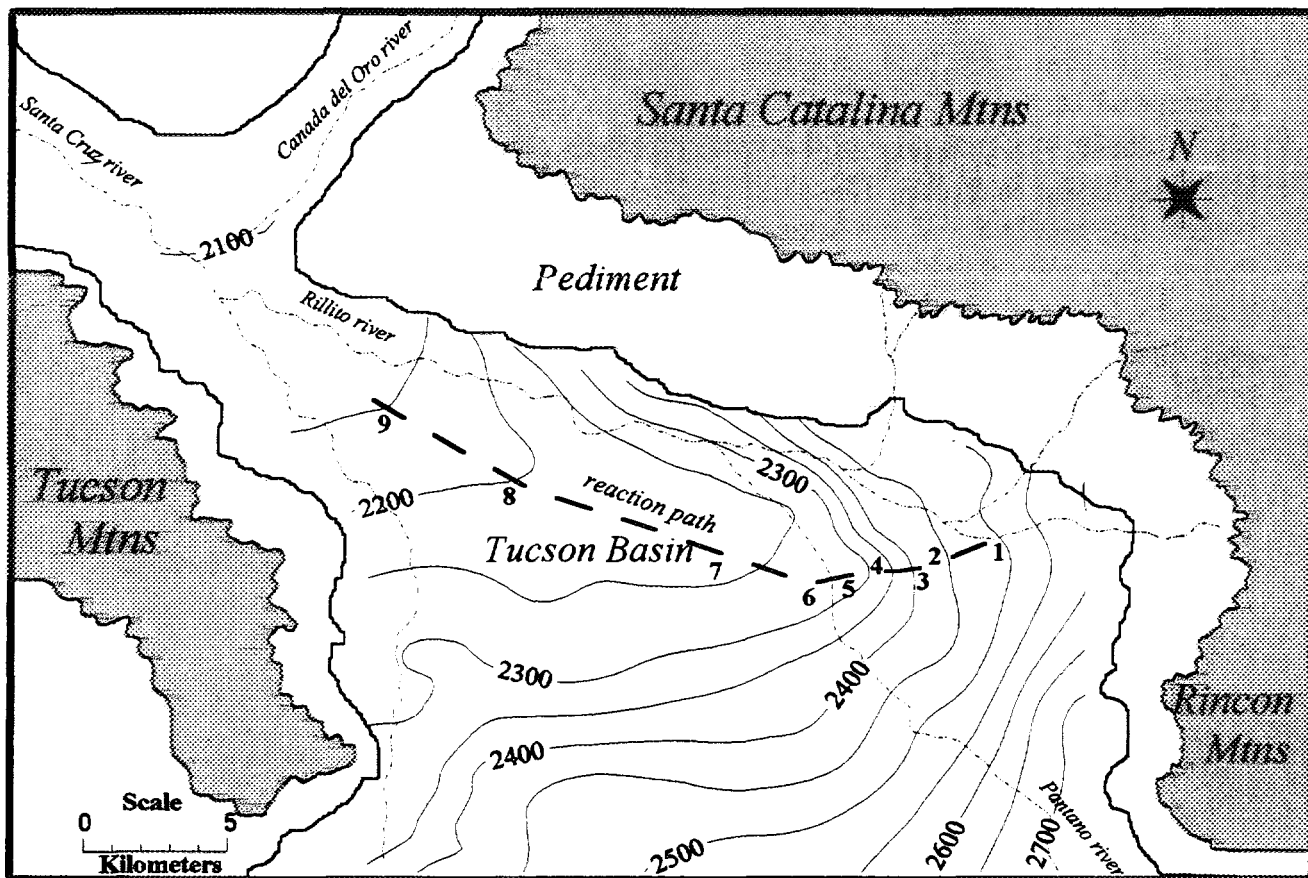 Canada del Oro river
Santa Catalina Mtns
Santa Cruz river
N
2100
Pediment
Rillito river
9
2300
Tucson
Mtns
2200
8
reaction path
Tucson Basin
7
6
5
4
3
2
1
2300
2400
2400
Rincon
Mtns
Scale
0 5
Kilometers
2500
2600
2700
Pantano river